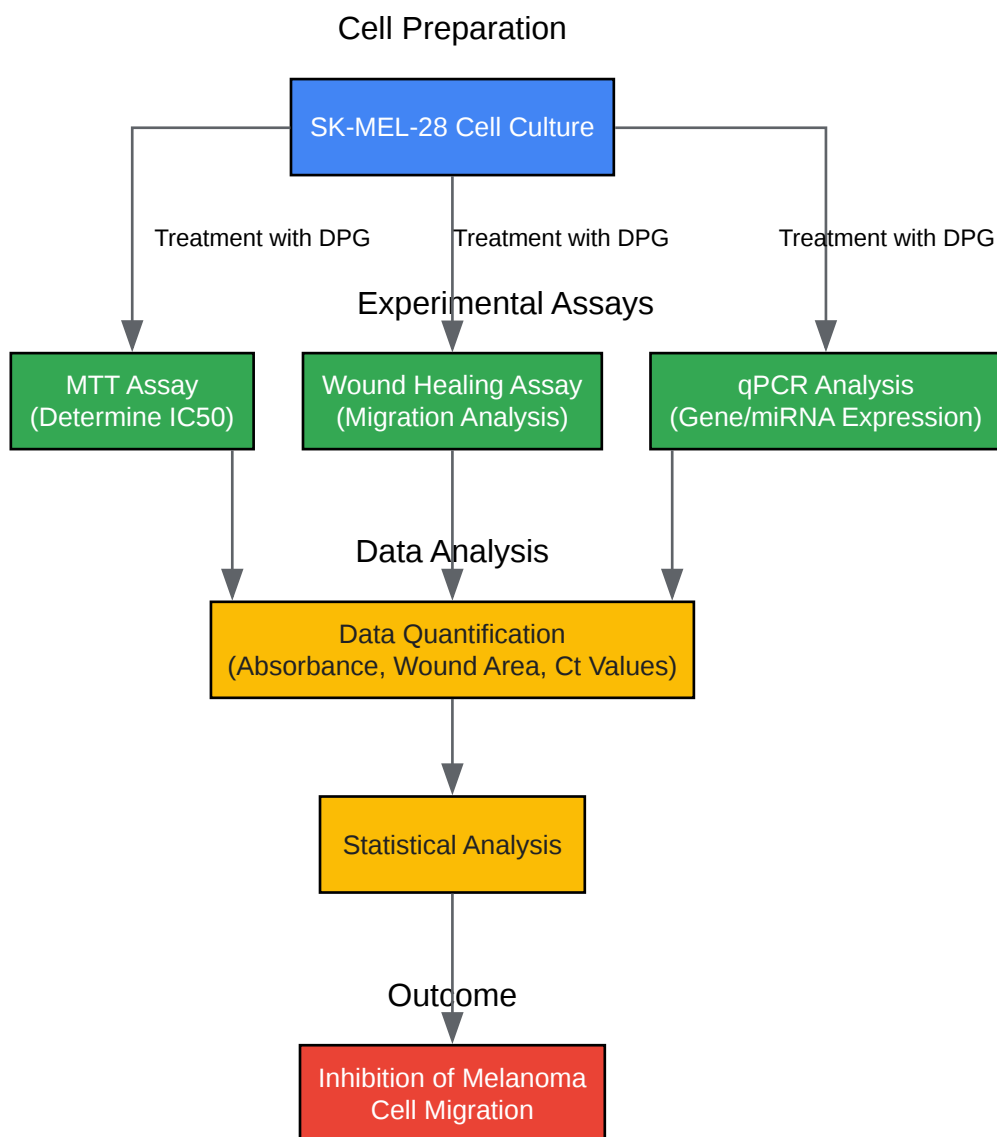 Cell Preparation
SK-MEL-28 Cell Culture
Treatment with DPG
Treatment with DPG
Treatment with DPG
Experimental Assays
MTT Assay
(Determine IC50)
Wound Healing Assay
(Migration Analysis)
qPCR Analysis
(Gene/miRNA Expression)
Data Analysis
Data Quantification
(Absorbance, Wound Area, Ct Values)
Statistical Analysis
Outcome
Inhibition of Melanoma
Cell Migration